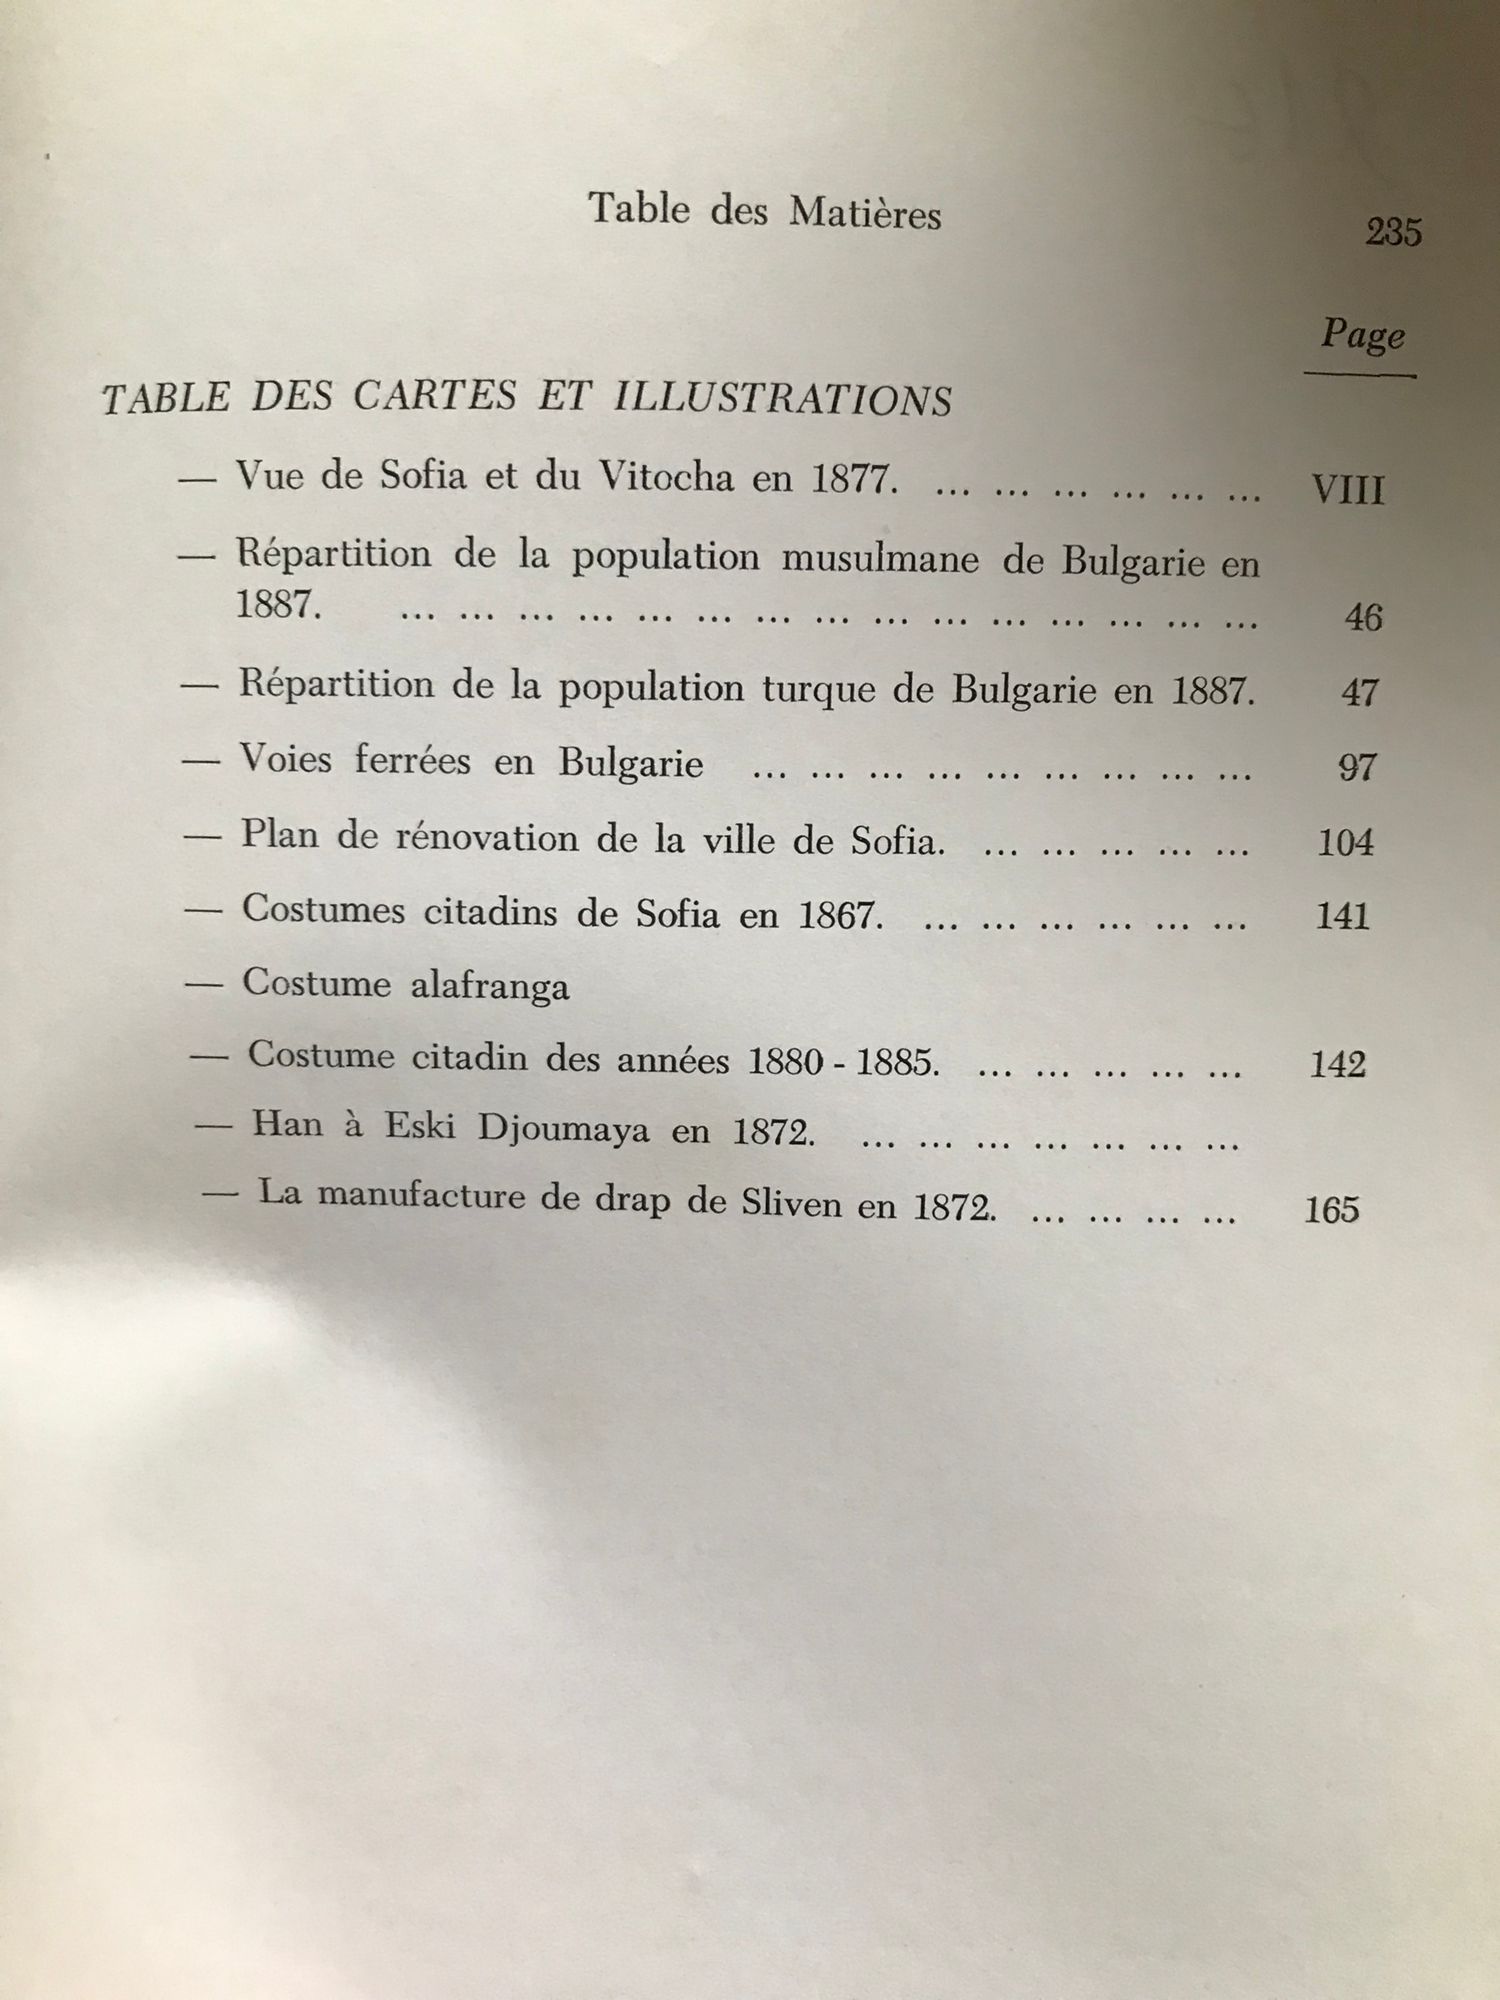 Table des Matières 235
Page
TABLE DES CARTES ET ILLUSTRATIONS
— Vue de Sofia et du Vitocha en 1877. ... ... ... ... ... ... VIII
— Répartition de la population musulmane de Bulgarie en
1887. ... ... ... ... ... ... ... ... ... ... ... ... ... ... ... 46
— Répartition de la population turque de Bulgarie en 1887. 47
— Voies ferrées en Bulgarie ... ... ... ... ... ... ... ... ... 97
— Plan de rénovation de la ville de Sofia. ... ... ... ... ... 104
— Costumes citadins de Sofia en 1867. ... ... ... ... ... ... 141
— Costume alafranga
— Costume citadin des années 1880 - 1885. ... ... ... ... ... 142
— Han à Eski Djoumaya en 1872. ... ... ... ... ... ... ...
— La manufacture de drap de Sliven en 1872. ... ... ... ... 165